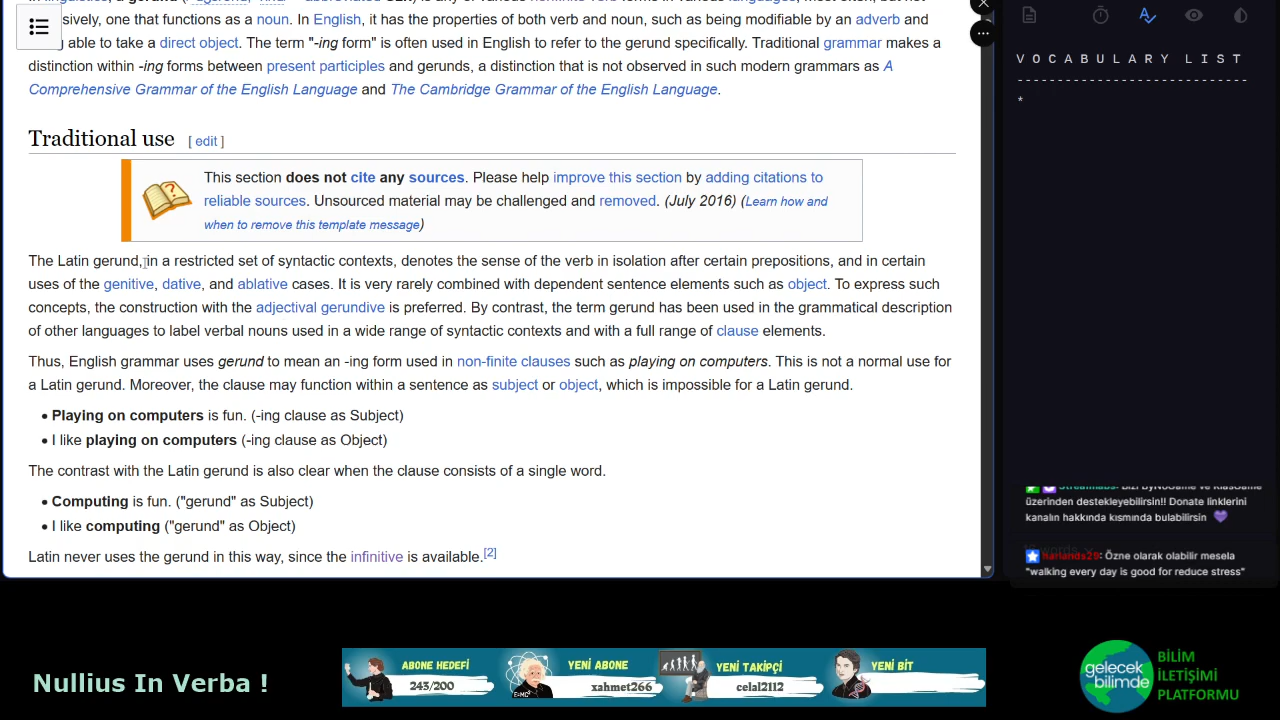 sively, one that functions as a noun. In English, it has the properties of both verb and noun, such as being modifiable by an adverb and
able to take a direct object. The term "-ing form" is often used in English to refer to the gerund specifically. Traditional grammar makes a
distinction within -ing forms between present participles and gerunds, a distinction that is not observed in such modern grammars as A
Comprehensive Grammar of the English Language and The Cambridge Grammar of the English Language.
Traditional use [ edit ]
This section does not cite any sources. Please help improve this section by adding citations to
reliable sources. Unsourced material may be challenged and removed. (July 2016) (Learn how and
when to remove this template message)
The Latin gerund, in a restricted set of syntactic contexts, denotes the sense of the verb in isolation after certain prepositions, and in certain
uses of the genitive, dative, and ablative cases. It is very rarely combined with dependent sentence elements such as object. To express such
concepts, the construction with the adjectival gerundive is preferred. By contrast, the term gerund has been used in the grammatical description
of other languages to label verbal nouns used in a wide range of syntactic contexts and with a full range of clause elements.
Thus, English grammar uses gerund to mean an -ing form used in non-finite clauses such as playing on computers. This is not a normal use for
a Latin gerund. Moreover, the clause may function within a sentence as subject or object, which is impossible for a Latin gerund.
• Playing on computers is fun. (-ing clause as Subject)
• I like playing on computers (-ing clause as Object)
The contrast with the Latin gerund is also clear when the clause consists of a single word.
• Computing is fun. ("gerund" as Subject)
• I like computing ("gerund" as Object)
Latin never uses the gerund in this way, since the infinitive is available.[2]
VOCABULARY LIST
------------------------------
*
Streamlabs: Bizi ByNoGame ve KlasGame
üzerinden destekleyebilirsin!! Donate linklerini
kanalın hakkında kısmında bulabilirsin
harlands29: Özne olarak olabilir mesela
"walking every day is good for reduce stress"
Nullius In Verba !
ABONE HEDEFİ
243/200
E=MC²
YENİ ABONE
xahmet266
YENİ TAKİPÇİ
celal2112
YENİ BİT
gelecek
bilimde
BİLİM
İLETİŞİMİ
PLATFORMU